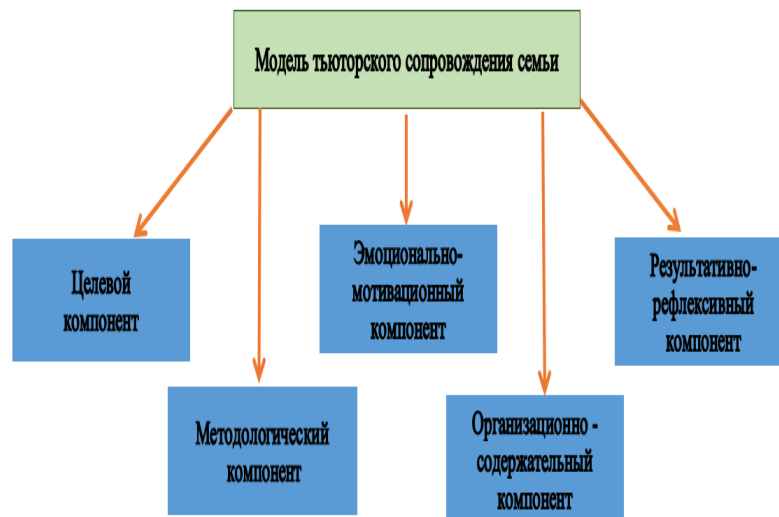 Модель тьюторского сопровождения семьи
Целевой
компонент
Методологический
компонент
Эмоционально-
мотивационный
компонент
Организационно -
содержательный
компонент
Результативно-
рефлексивный
компонент